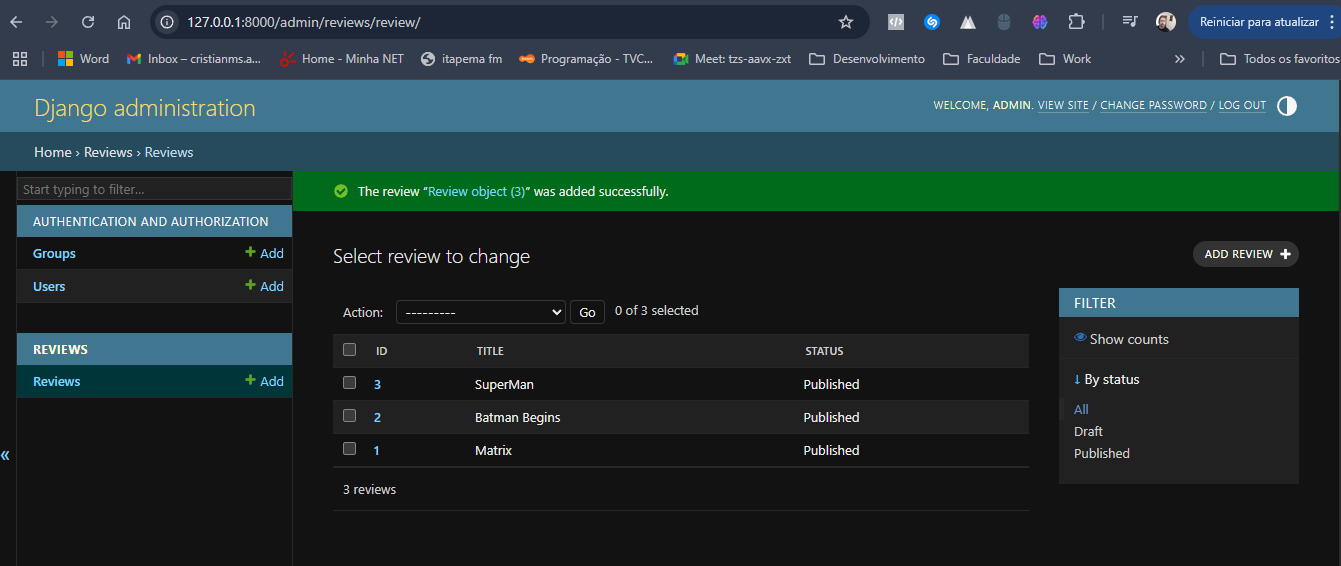 127.0.0.1:8000/admin/reviews/review/
Reiniciar para atualizar
Word
Inbox – cristianms.a...
Home - Minha NET
itapema fm
Programação - TVC...
Meet: tzs-aavx-zxt
Desenvolvimento
Faculdade
Work
»
Todos os favoritos
Django administration
WELCOME, ADMIN. VIEW SITE / CHANGE PASSWORD / LOG OUT
Home › Reviews › Reviews
Start typing to filter...
AUTHENTICATION AND AUTHORIZATION
Groups + Add
Users + Add
REVIEWS
Reviews + Add
«
The review “Review object (3)” was added successfully.
Select review to change
ADD REVIEW +
Action: --------- Go 0 of 3 selected
ID TITLE STATUS
3 SuperMan Published
2 Batman Begins Published
1 Matrix Published
3 reviews
FILTER
Show counts
↓ By status
All
Draft
Published